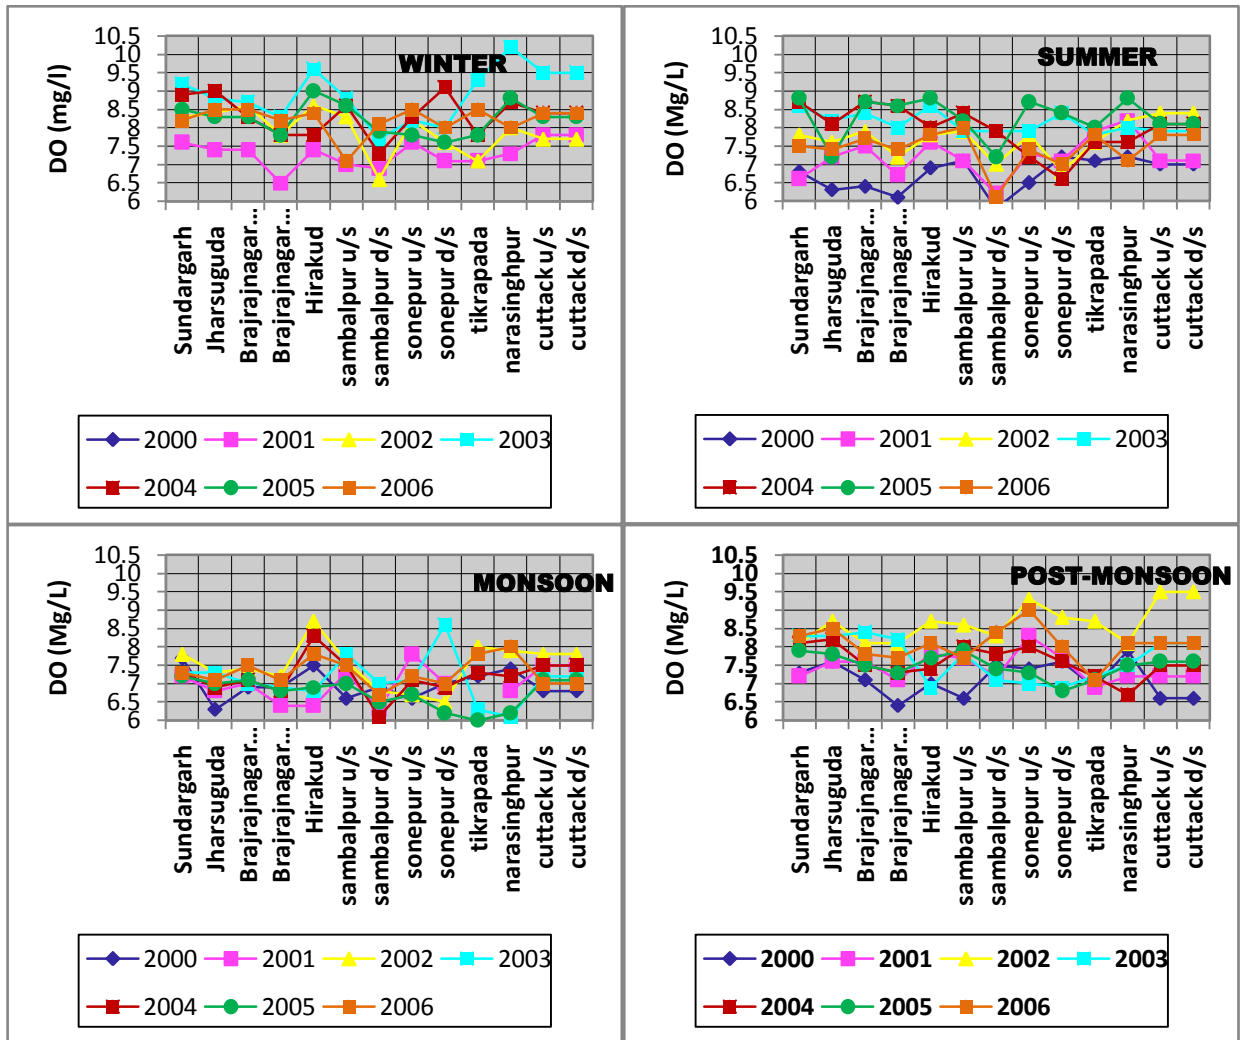 WINTER
DO (mg/l)
10.5
10
9.5
9
8.5
8
7.5
7
6.5
6
Sundargarh
Jharsuguda
Brajrajnagar...
Brajrajnagar...
Hirakud
sambalpur u/s
sambalpur d/s
sonepur u/s
sonepur d/s
tikrapada
narasinghpur
cuttack u/s
cuttack d/s
2000 2001 2002 2003
2004 2005 2006
SUMMER
DO (Mg/L)
10.5
10
9.5
9
8.5
8
7.5
7
6.5
6
Sundargarh
Jharsuguda
Brajrajnagar...
Brajrajnagar...
Hirakud
sambalpur u/s
sambalpur d/s
sonepur u/s
sonepur d/s
tikrapada
narasinghpur
cuttack u/s
cuttack d/s
2000 2001 2002 2003
2004 2005 2006
MONSOON
DO (Mg/L)
10.5
10
9.5
9
8.5
8
7.5
7
6.5
6
Sundargarh
Jharsuguda
Brajrajnagar...
Brajrajnagar...
Hirakud
sambalpur u/s
sambalpur d/s
sonepur u/s
sonepur d/s
tikrapada
narasinghpur
cuttack u/s
cuttack d/s
2000 2001 2002 2003
2004 2005 2006
POST-MONSOON
DO (Mg/L)
10.5
10
9.5
9
8.5
8
7.5
7
6.5
6
Sundargarh
Jharsuguda
Brajrajnagar...
Brajrajnagar...
Hirakud
sambalpur u/s
sambalpur d/s
sonepur u/s
sonepur d/s
tikrapada
narasinghpur
cuttack u/s
cuttack d/s
2000 2001 2002 2003
2004 2005 2006